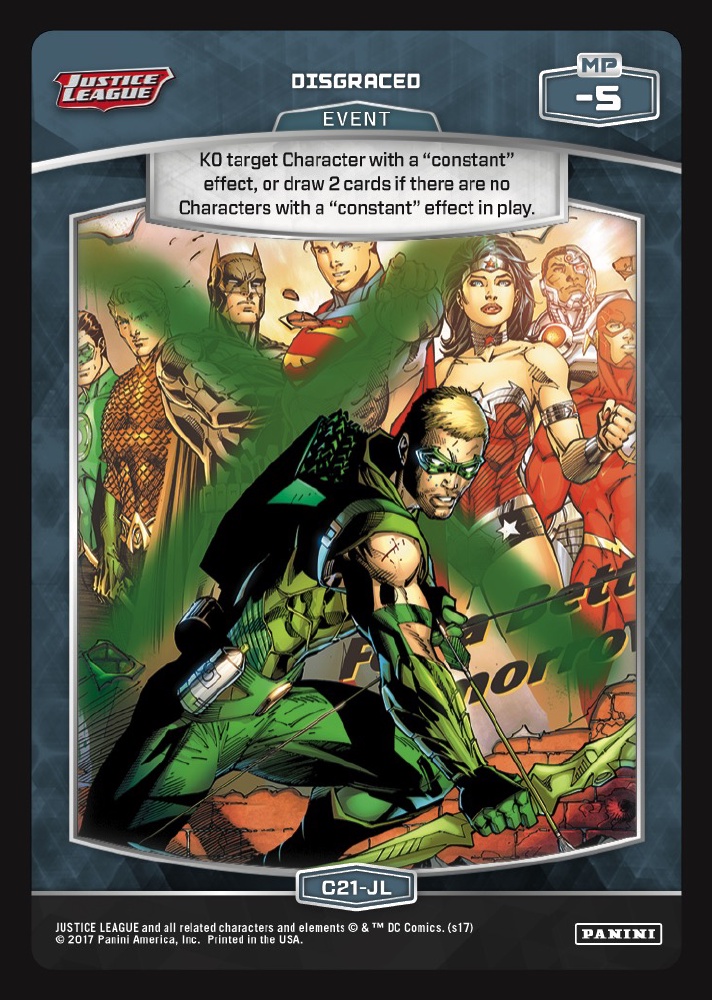 JUSTICE
LEAGUE
DISGRACED
MP
-5
EVENT
KO target Character with a “constant”
effect, or draw 2 cards if there are no
Characters with a “constant” effect in play.
a Bett
morro
C21-JL
JUSTICE LEAGUE and all related characters and elements © & ™ DC Comics. (s17)
© 2017 Panini America, Inc. Printed in the USA.
PANINI